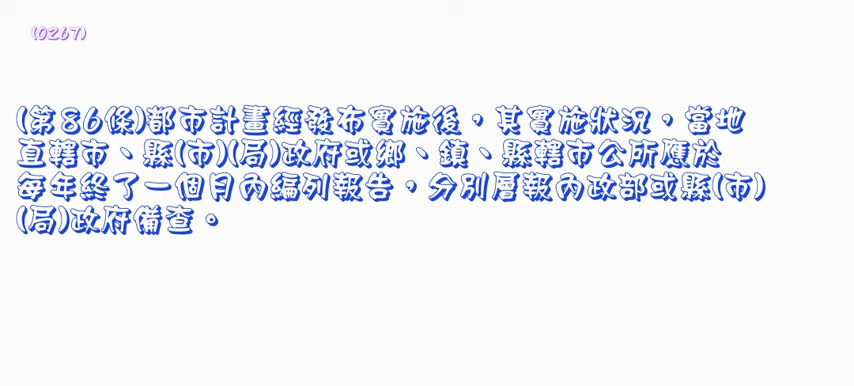 (0267)
(第86條)都市計畫經發布實施後，其實施狀況，當地
直轄市、縣(市)(局)政府或鄉、鎮、縣轄市公所應於
每年終了一個月內編列報告，分別層報內政部或縣(市)
(局)政府備查。